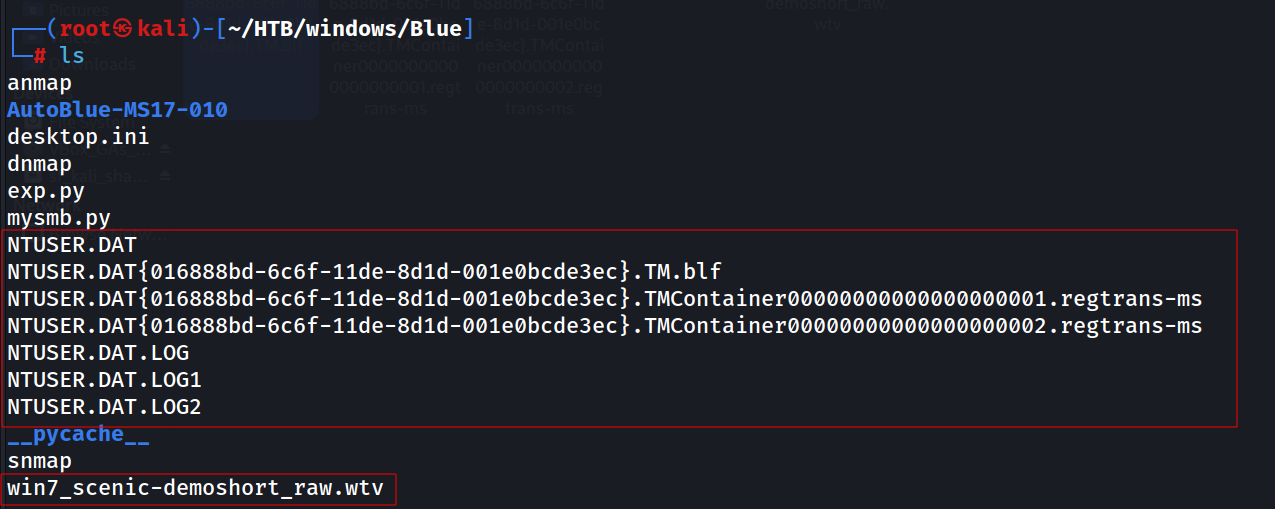 ┌──(root㉿kali)-[~/HTB/windows/Blue]
└─# ls
anmap
AutoBlue-MS17-010
desktop.ini
dnmap
exp.py
mysmb.py
NTUSER.DAT
NTUSER.DAT{016888bd-6c6f-11de-8d1d-001e0bcde3ec}.TM.blf
NTUSER.DAT{016888bd-6c6f-11de-8d1d-001e0bcde3ec}.TMContainer00000000000000000001.regtrans-ms
NTUSER.DAT{016888bd-6c6f-11de-8d1d-001e0bcde3ec}.TMContainer00000000000000000002.regtrans-ms
NTUSER.DAT.LOG
NTUSER.DAT.LOG1
NTUSER.DAT.LOG2
__pycache__
snmap
win7_scenic-demoshort_raw.wtv